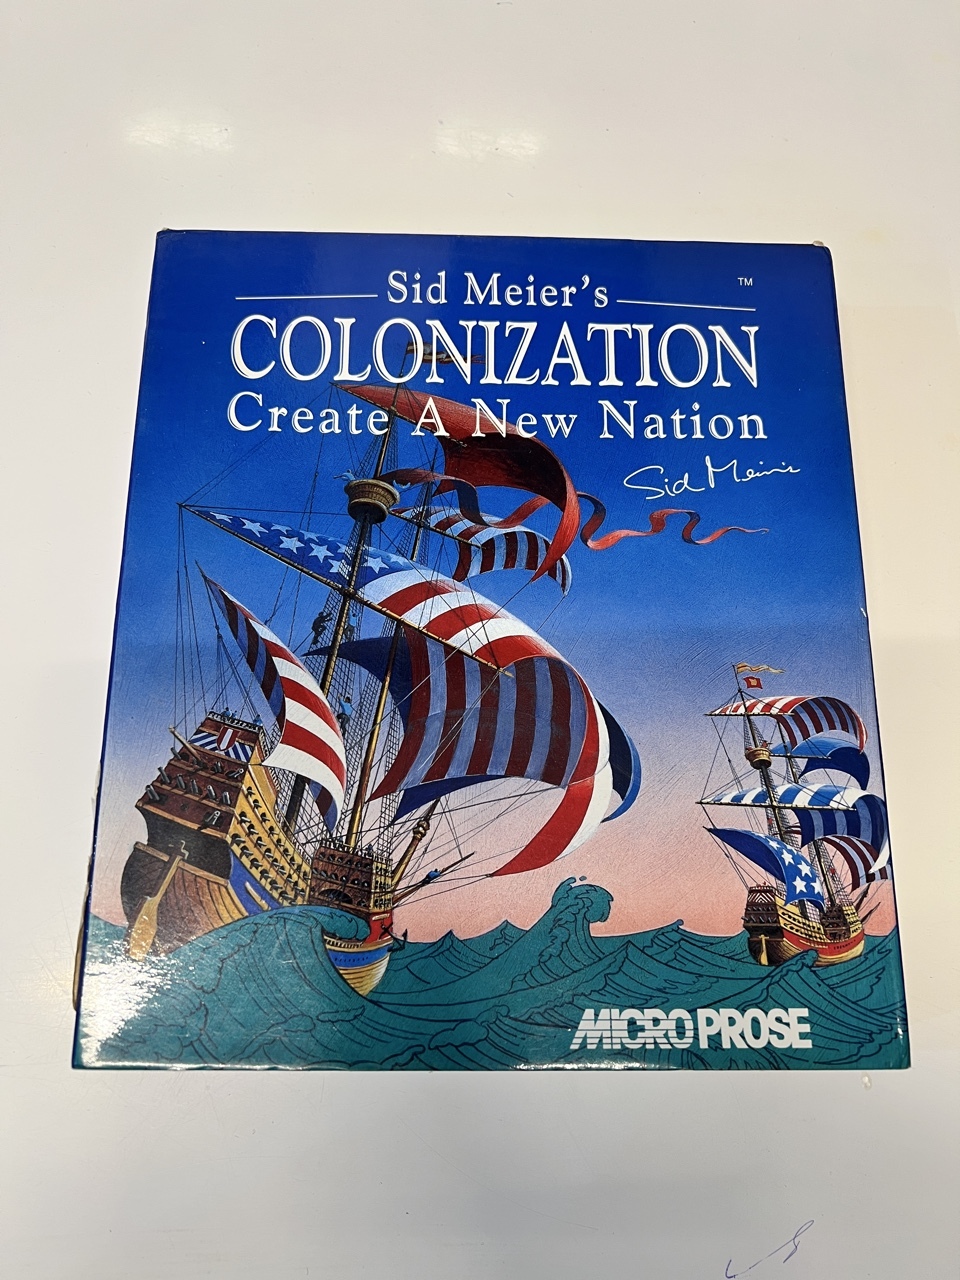 Sid Meier's
TM
COLONIZATION
Create A New Nation
Sid Meier
MICROPROSE